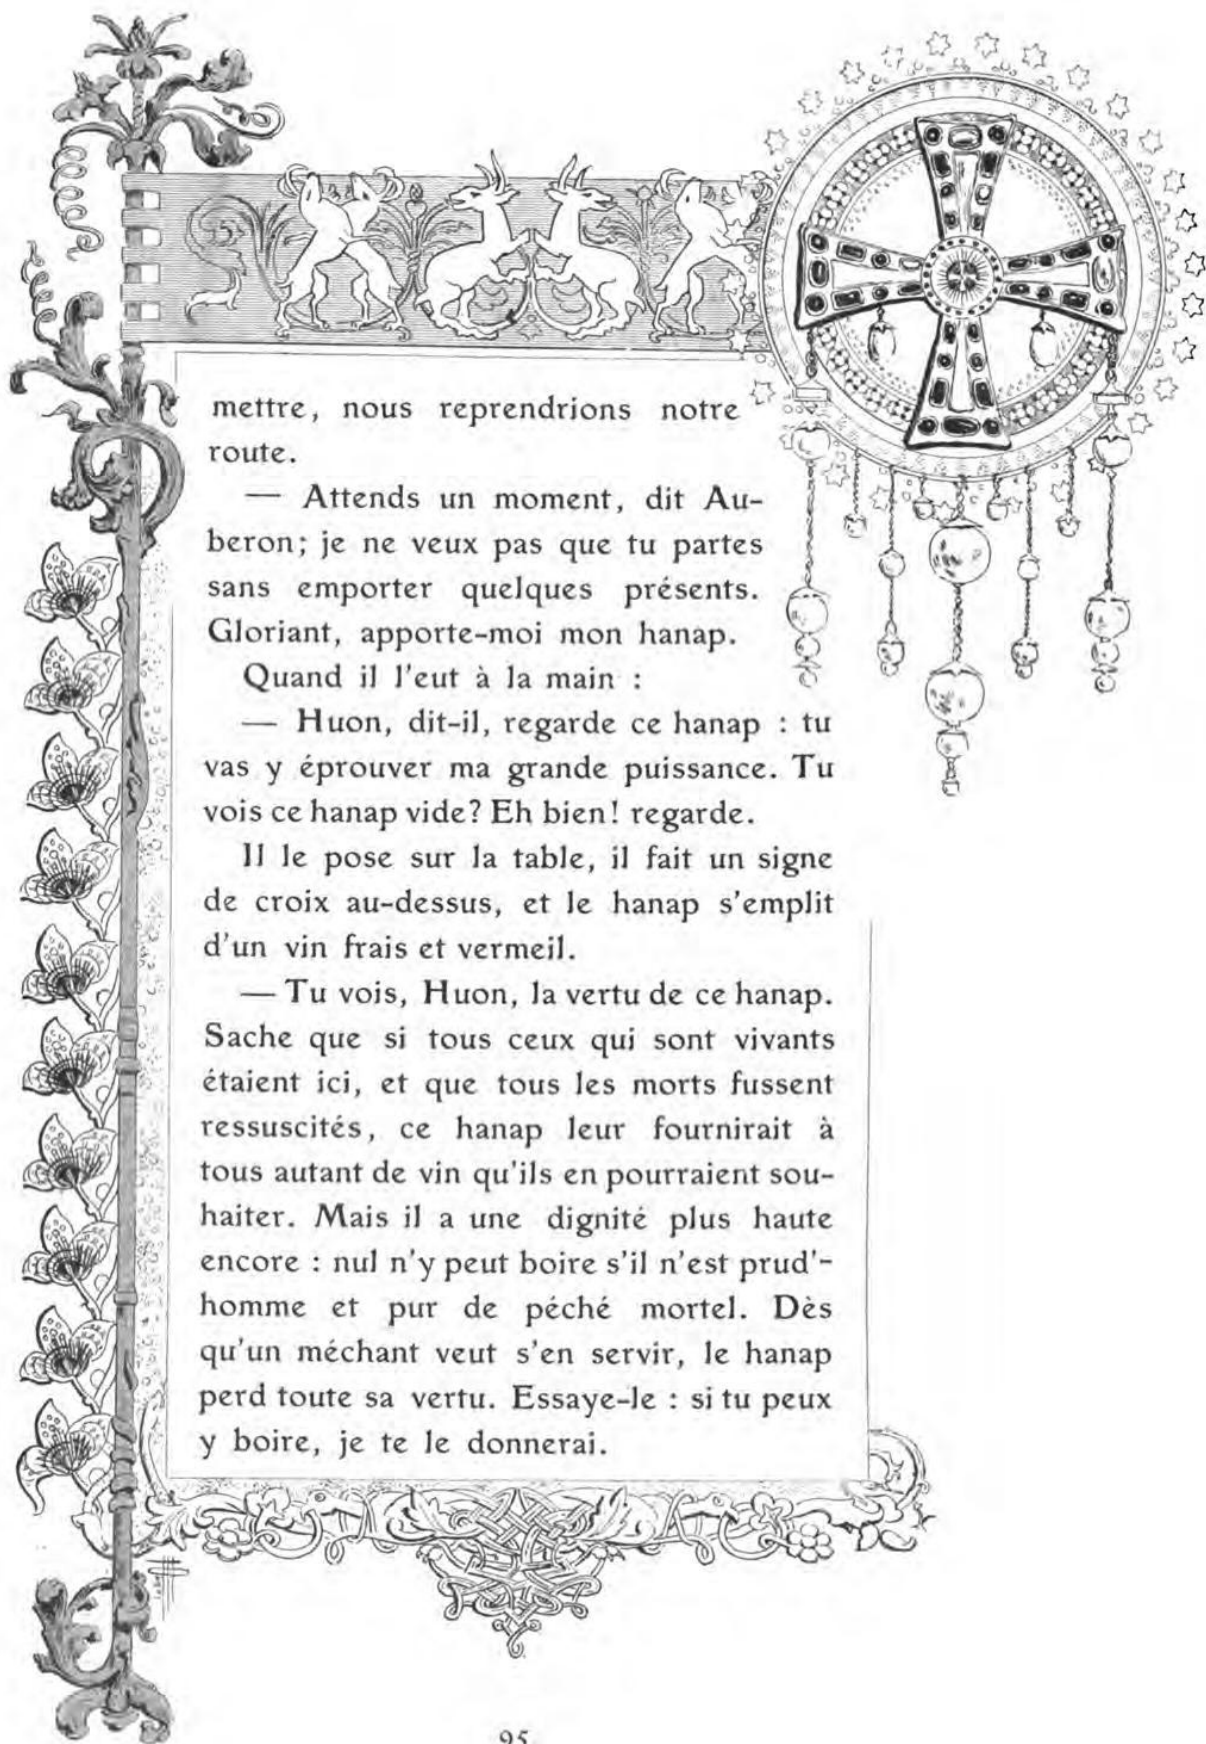 mettre, nous reprendrions notre
route.
— Attends un moment, dit Au-
beron; je ne veux pas que tu partes
sans emporter quelques présents.
Gloriant, apporte-moi mon hanap.
Quand il l'eut à la main :
— Huon, dit-il, regarde ce hanap : tu
vas y éprouver ma grande puissance. Tu
vois ce hanap vide? Eh bien! regarde.
Il le pose sur la table, il fait un signe
de croix au-dessus, et le hanap s'emplit
d'un vin frais et vermeil.
— Tu vois, Huon, la vertu de ce hanap.
Sache que si tous ceux qui sont vivants
étaient ici, et que tous les morts fussent
ressuscités, ce hanap leur fournirait à
tous autant de vin qu'ils en pourraient sou-
haiter. Mais il a une dignité plus haute
encore : nul n'y peut boire s'il n'est prud'-
homme et pur de péché mortel. Dès
qu'un méchant veut s'en servir, le hanap
perd toute sa vertu. Essaye-le : si tu peux
y boire, je te le donnerai.
95